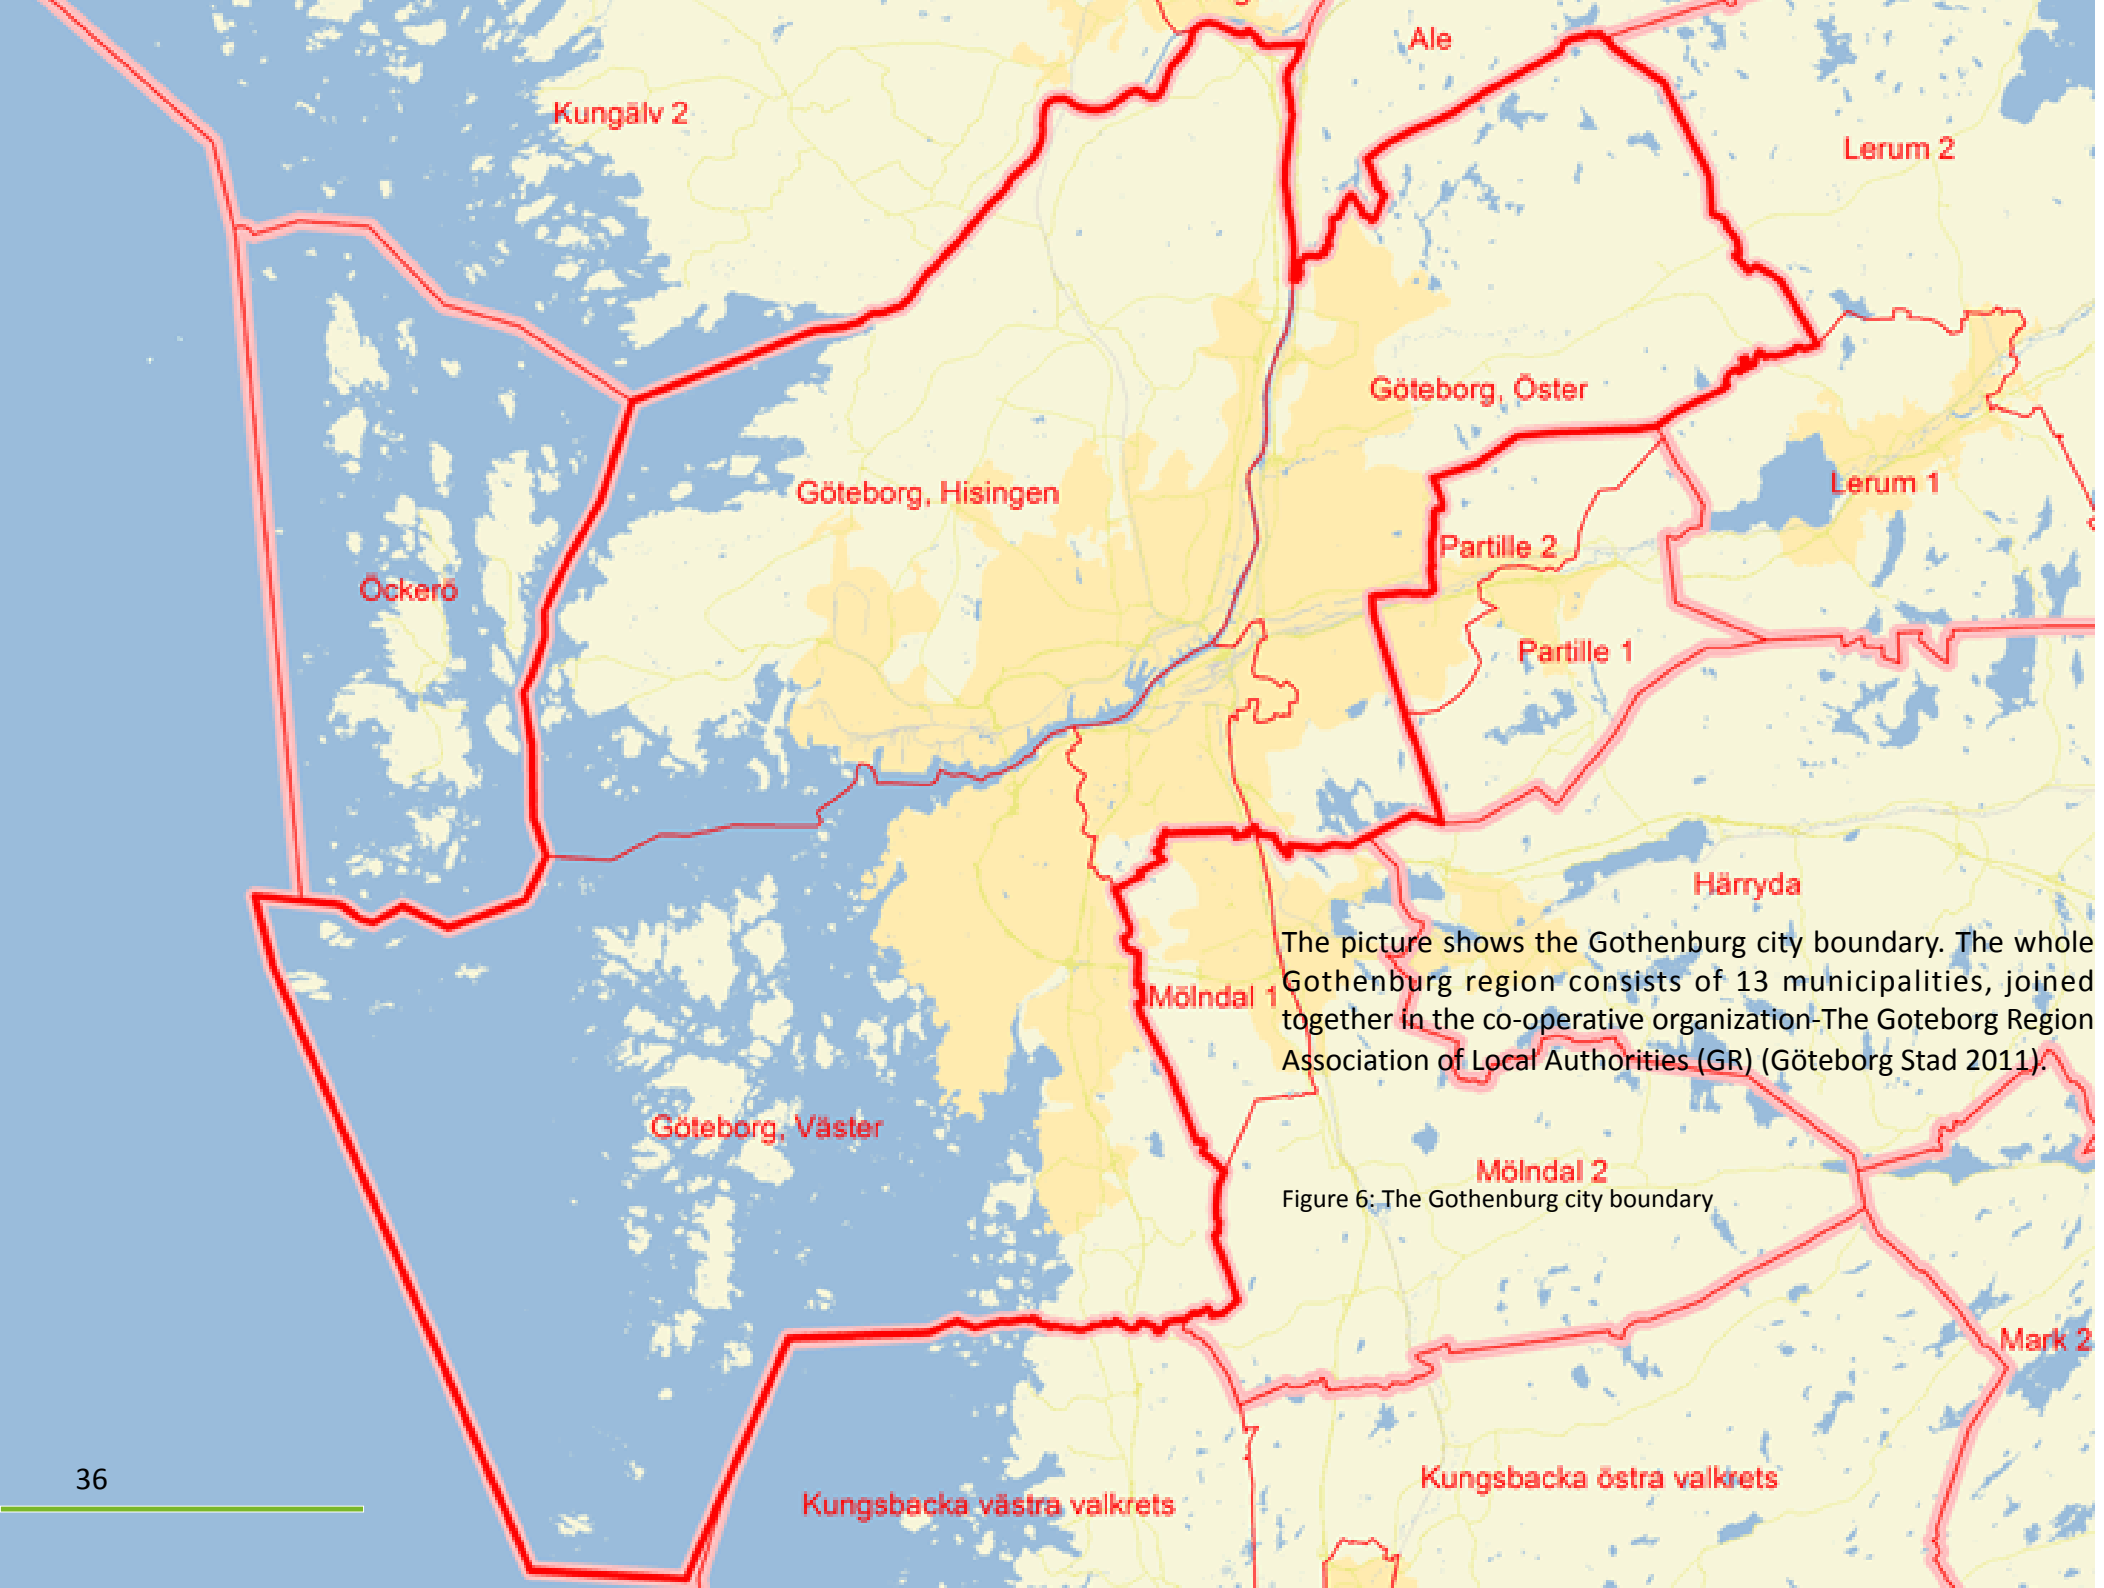 Ale
Kungälv 2
Lerum 2
Göteborg, Öster
Lerum 1
Göteborg, Hisingen
Partille 2
Öckerö
Partille 1
Härryda
The picture shows the Gothenburg city boundary. The whole
Gothenburg region consists of 13 municipalities, joined
together in the co-operative organization-The Goteborg Region
Association of Local Authorities (GR) (Göteborg Stad 2011).
Mölndal 1
Göteborg, Väster
Mölndal 2
Figure 6: The Gothenburg city boundary
Mark 2
Kungsbacka östra valkrets
Kungsbacka västra valkrets
36